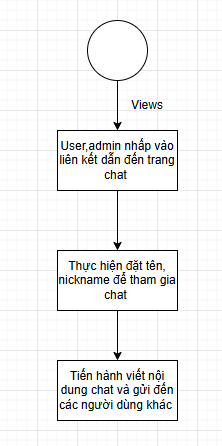 Views
User,admin nhấp vào
liên kết dẫn đến trang
chat
Thực hiện đặt tên,
nickname để tham gia
chat
Tiến hành viết nội
dung chat và gửi đến
các người dùng khác